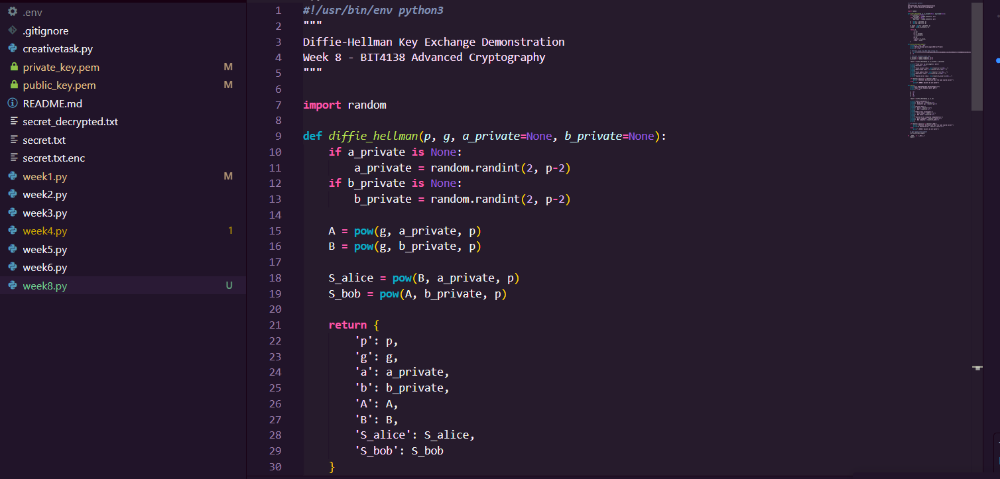 .env
.gitignore
creativetask.py
private_key.pem M
public_key.pem M
README.md
secret_decrypted.txt
secret.txt
secret.txt.enc
week1.py M
week2.py
week3.py
week4.py 1
week5.py
week6.py
week8.py U
1 #!/usr/bin/env python3
2 """
3 Diffie-Hellman Key Exchange Demonstration
4 Week 8 - BIT4138 Advanced Cryptography
5 """
6
7 import random
8
9 def diffie_hellman(p, g, a_private=None, b_private=None):
10     if a_private is None:
11         a_private = random.randint(2, p-2)
12     if b_private is None:
13         b_private = random.randint(2, p-2)
14
15     A = pow(g, a_private, p)
16     B = pow(g, b_private, p)
17
18     S_alice = pow(B, a_private, p)
19     S_bob = pow(A, b_private, p)
20
21     return {
22         'p': p,
23         'g': g,
24         'a': a_private,
25         'b': b_private,
26         'A': A,
27         'B': B,
28         'S_alice': S_alice,
29         'S_bob': S_bob
30     }